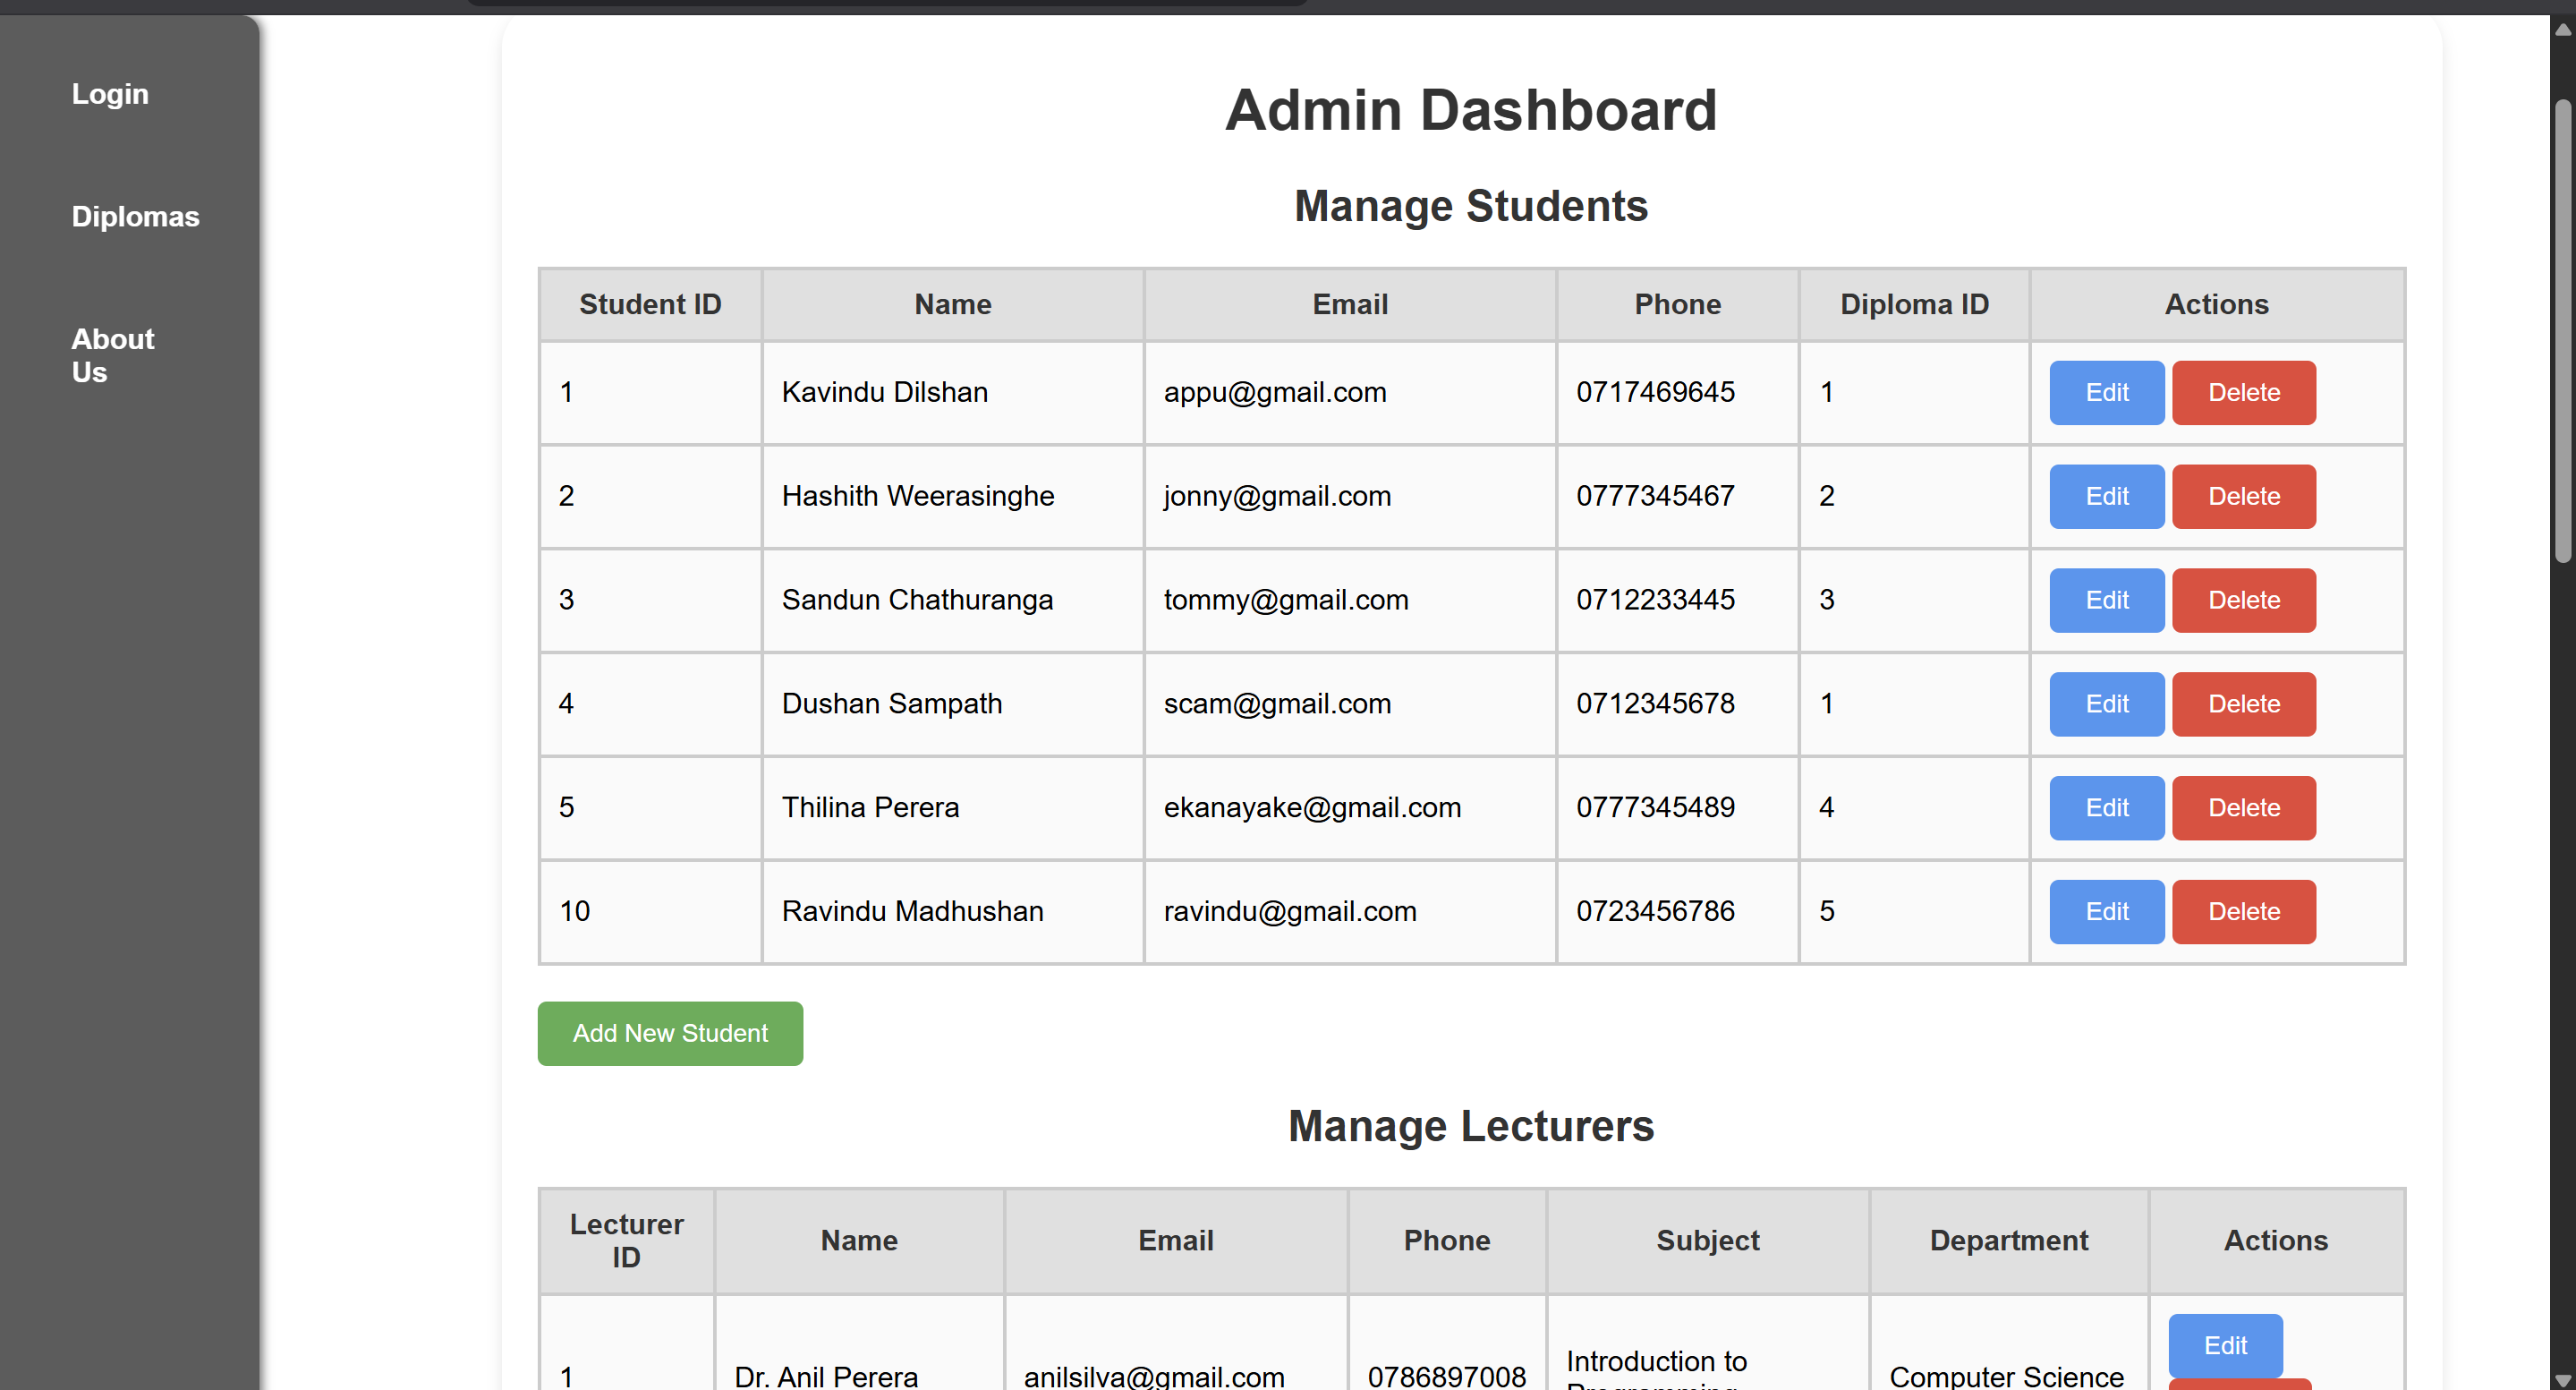 Login
Diplomas
About
Us
Admin Dashboard
Manage Students
Student ID Name Email Phone Diploma ID Actions
1 Kavindu Dilshan appu@gmail.com 0717469645 1 Edit Delete
2 Hashith Weerasinghe jonny@gmail.com 0777345467 2 Edit Delete
3 Sandun Chathuranga tommy@gmail.com 0712233445 3 Edit Delete
4 Dushan Sampath scam@gmail.com 0712345678 1 Edit Delete
5 Thilina Perera ekanayake@gmail.com 0777345489 4 Edit Delete
10 Ravindu Madhushan ravindu@gmail.com 0723456786 5 Edit Delete
Add New Student
Manage Lecturers
Lecturer
ID Name Email Phone Subject Department Actions
Edit
1 Dr. Anil Perera anilsilva@gmail.com 0786897008 Introduction to Computer Science